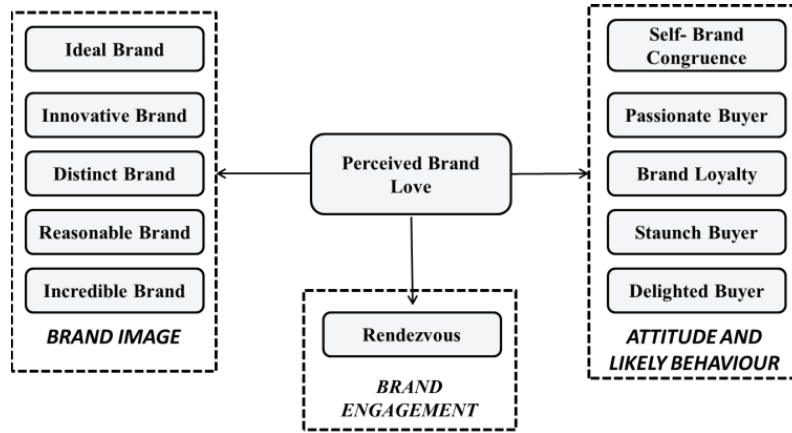 Ideal Brand
Innovative Brand
Distinct Brand
Reasonable Brand
Incredible Brand
BRAND IMAGE
Perceived Brand
Love
Rendezvous
BRAND
ENGAGEMENT
Self- Brand
Congruence
Passionate Buyer
Brand Loyalty
Staunch Buyer
Delighted Buyer
ATTITUDE AND
LIKELY BEHAVIOUR